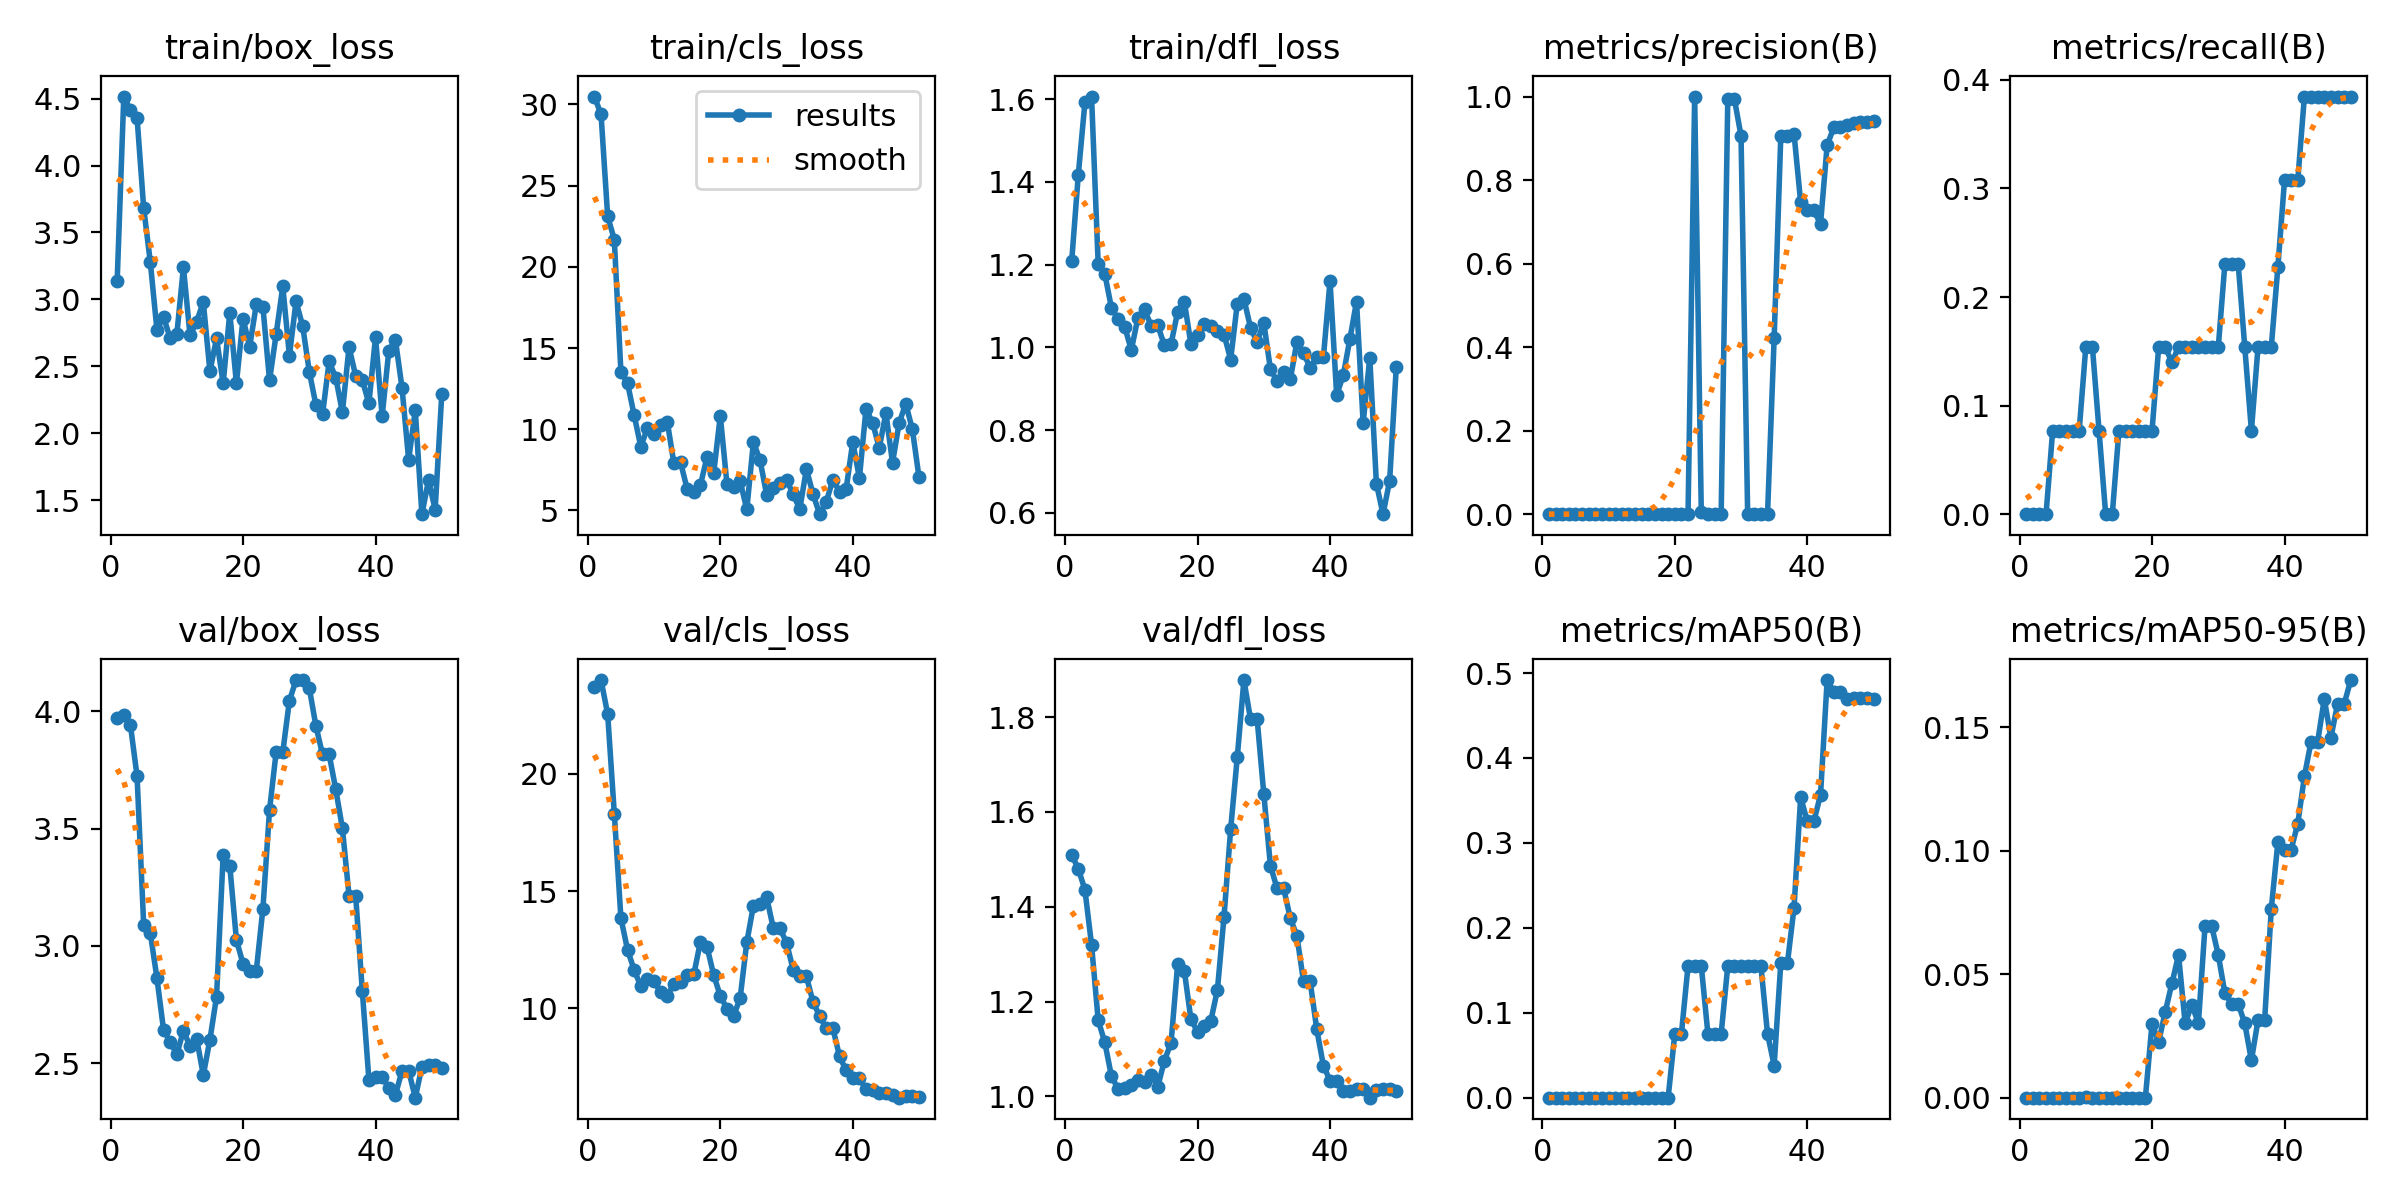 train/box_loss
4.5
4.0
3.5
3.0
2.5
2.0
1.5
0 20 40
train/cls_loss
results
smooth
30
25
20
15
10
5
0 20 40
train/dfl_loss
1.6
1.4
1.2
1.0
0.8
0.6
0 20 40
metrics/precision(B)
1.0
0.8
0.6
0.4
0.2
0.0
0 20 40
metrics/recall(B)
0.4
0.3
0.2
0.1
0.0
0 20 40
val/box_loss
4.0
3.5
3.0
2.5
0 20 40
val/cls_loss
20
15
10
0 20 40
val/dfl_loss
1.8
1.6
1.4
1.2
1.0
0 20 40
metrics/mAP50(B)
0.5
0.4
0.3
0.2
0.1
0.0
0 20 40
metrics/mAP50-95(B)
0.15
0.10
0.05
0.00
0 20 40